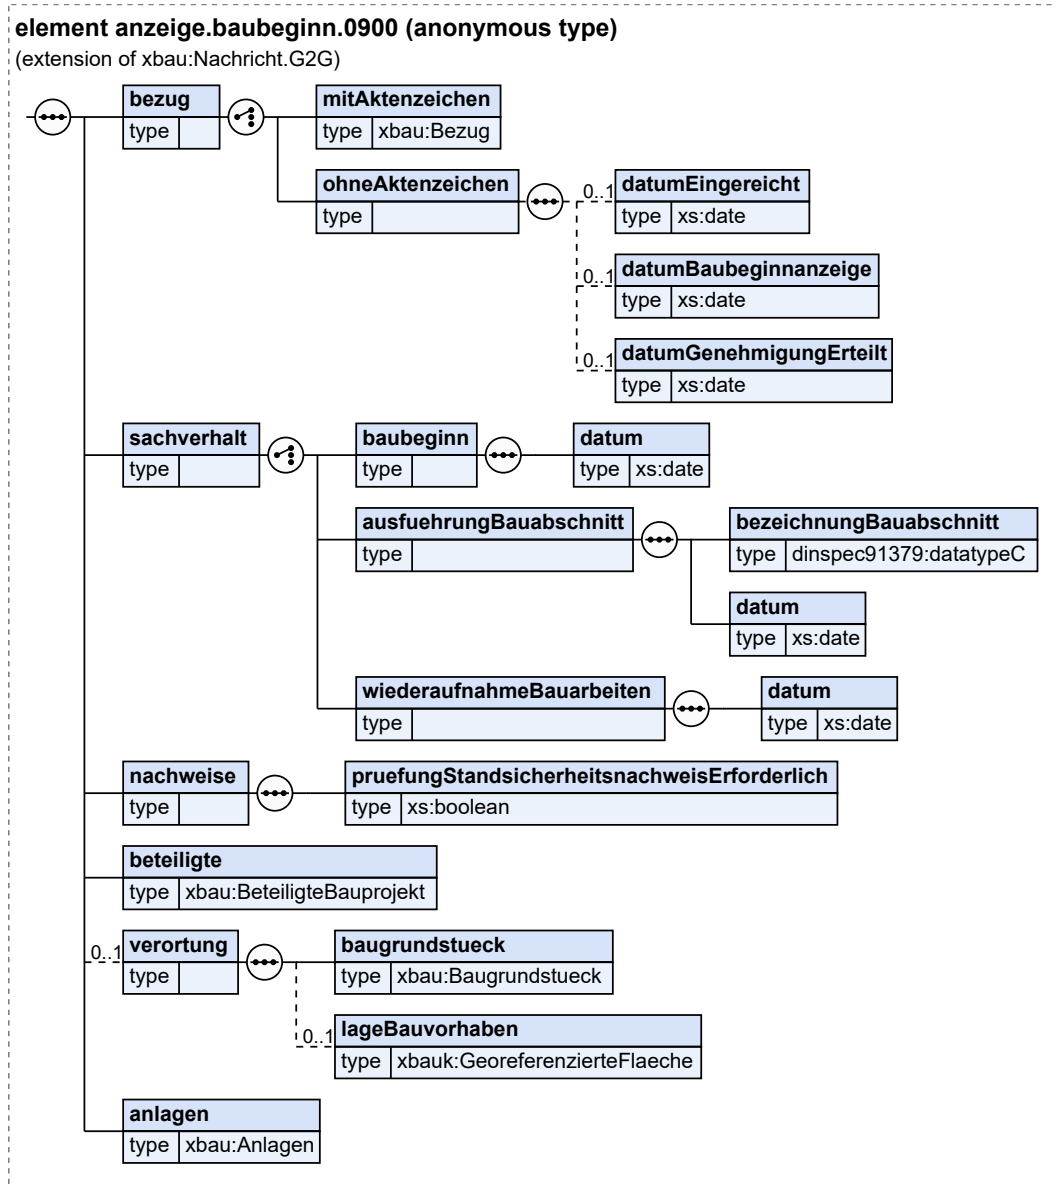 element anzeige.baubeginn.0900 (anonymous type)
(extension of xbau:Nachricht.G2G)
bezug
type
mitAktenzeichen
type xbau:Bezug
ohneAktenzeichen
type
0..1
datumEingereicht
type xs:date
0..1
datumBaubeginnanzeige
type xs:date
0..1
datumGenehmigungErteilt
type xs:date
sachverhalt
type
baubeginn
type
datum
type xs:date
ausfuehrungBauabschnitt
type
bezeichnungBauabschnitt
type dinspec91379:datatypeC
datum
type xs:date
wiederaufnahmeBauarbeiten
type
datum
type xs:date
nachweise
type
pruefungStandsicherheitsnachweisErforderlich
type xs:boolean
beteiligte
type xbau:BeteiligteBauprojekt
0..1
verortung
type
baugrundstueck
type xbau:Baugrundstueck
0..1
lageBauvorhaben
type xbauk:GeoreferenzierteFlaeche
anlagen
type xbau:Anlagen